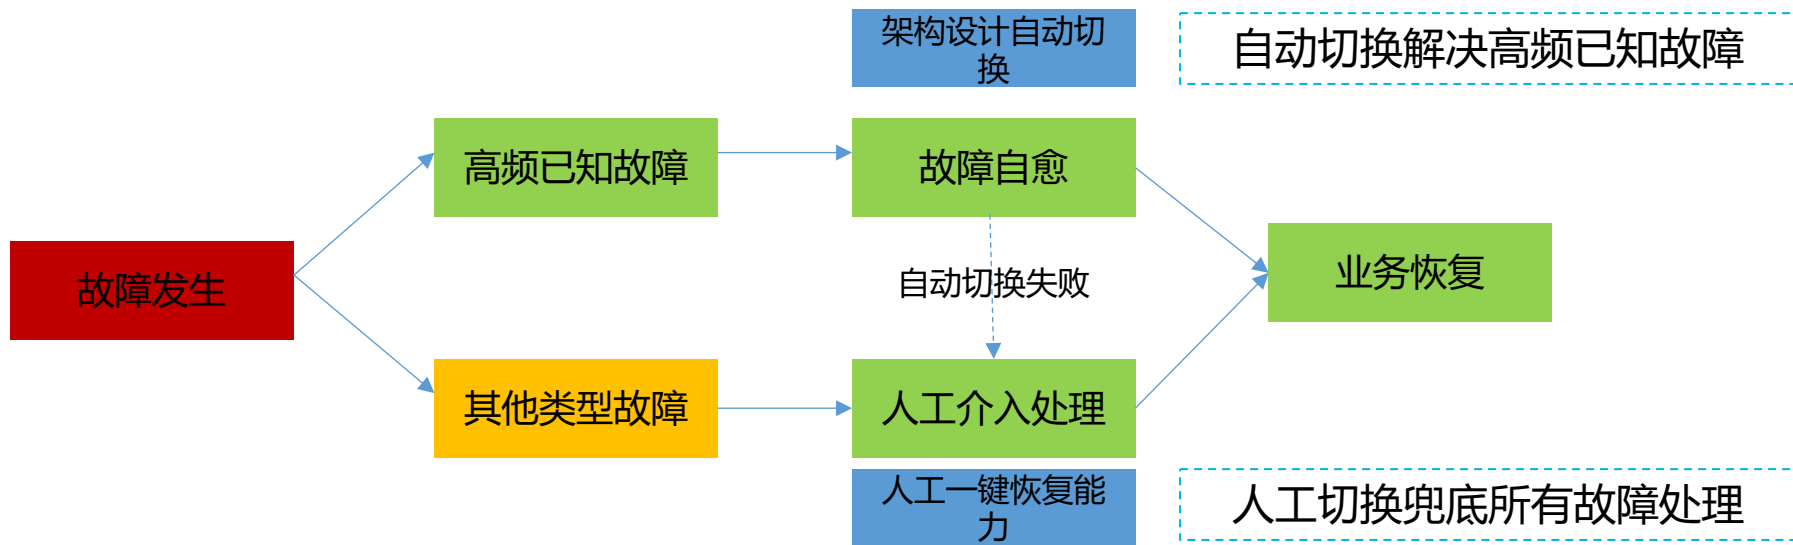 架构设计自动切
换
自动切换解决高频已知故障
高频已知故障
故障自愈
故障发生
自动切换失败
业务恢复
其他类型故障
人工介入处理
人工一键恢复能
力
人工切换兜底所有故障处理